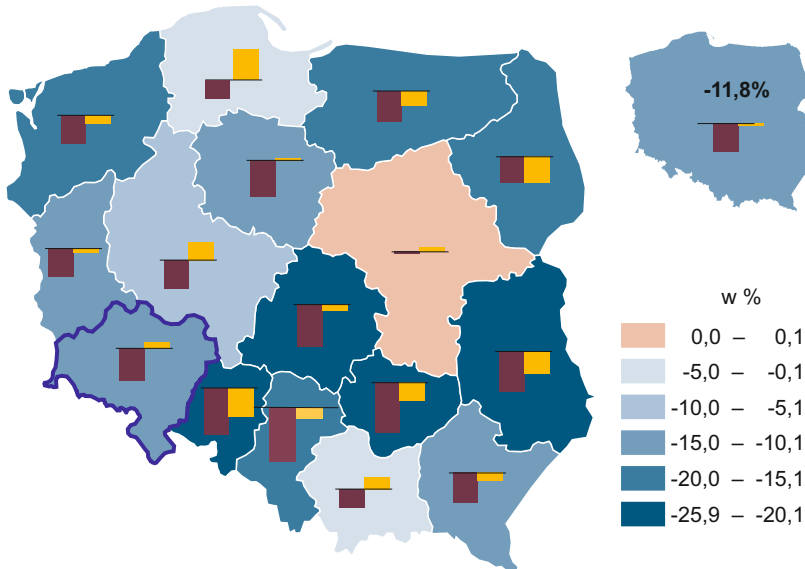 -11,8%
w %
0,0 – 0,1
-5,0 – -0,1
-10,0 – -5,1
-15,0 – -10,1
-20,0 – -15,1
-25,9 – -20,1